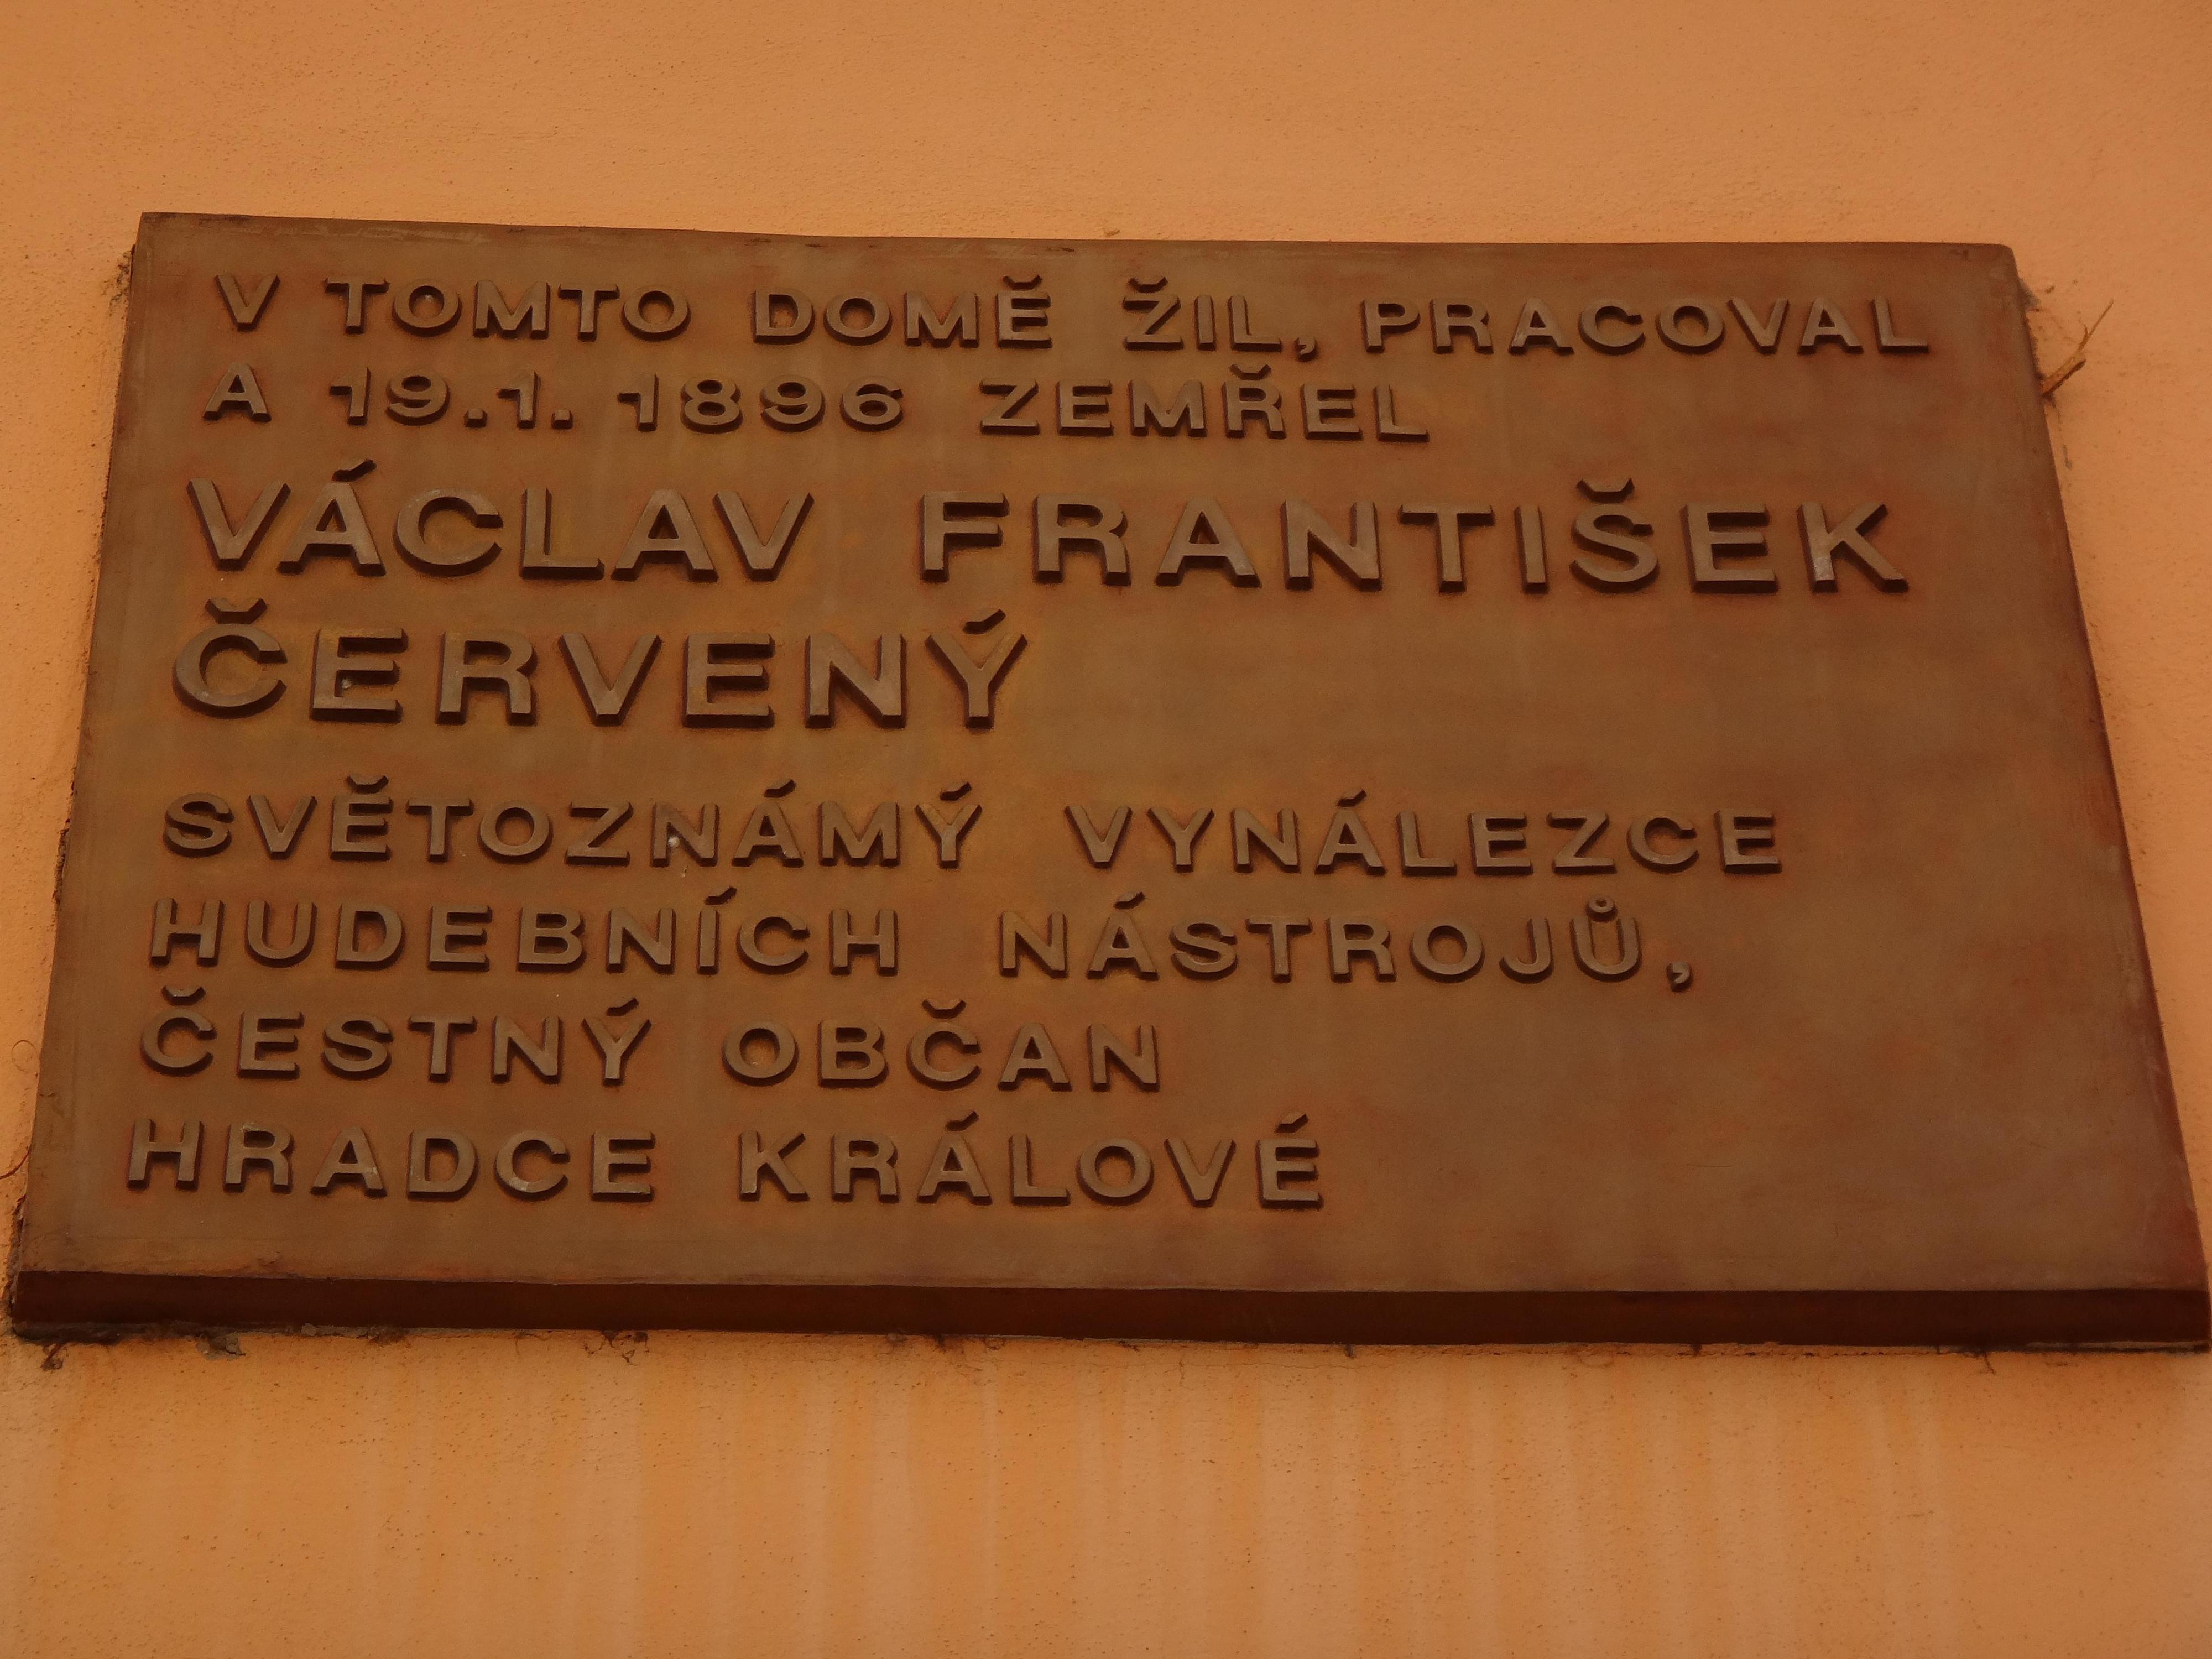 V TOMTO DOMĚ ŽIL, PRACOVAL
A 19.1. 1896 ZEMŘEL
VÁCLAV FRANTIŠEK
ČERVENÝ
SVĚTOZNÁMÝ VYNÁLEZCE
HUDEBNÍCH NÁSTROJŮ,
ČESTNÝ OBČAN
HRADCE KRÁLOVÉ